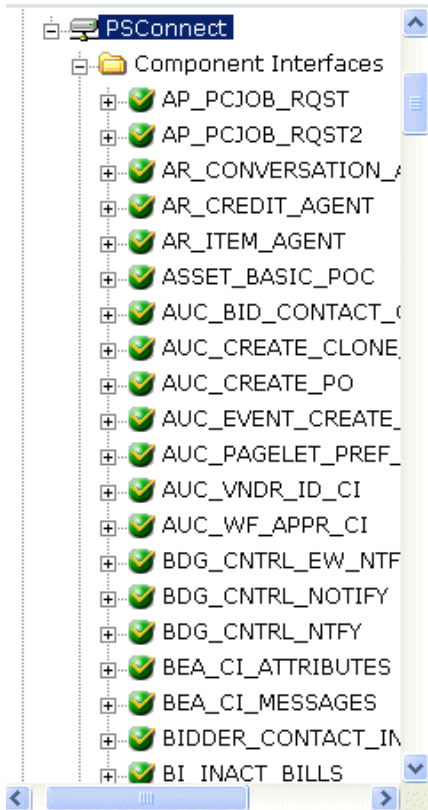 PSConnect
Component Interfaces
AP_PCJOB_RQST
AP_PCJOB_RQST2
AR_CONVERSATION_
AR_CREDIT_AGENT
AR_ITEM_AGENT
ASSET_BASIC_POC
AUC_BID_CONTACT_
AUC_CREATE_CLONE_
AUC_CREATE_PO
AUC_EVENT_CREATE_
AUC_PAGELET_PREF_
AUC_VNDR_ID_CI
AUC_WF_APPR_CI
BDG_CNTRL_EW_NTF
BDG_CNTRL_NOTIFY
BDG_CNTRL_NTFY
BEA_CI_ATTRIBUTES
BEA_CI_MESSAGES
BIDDER_CONTACT_IN
BI_INACT_BILLS